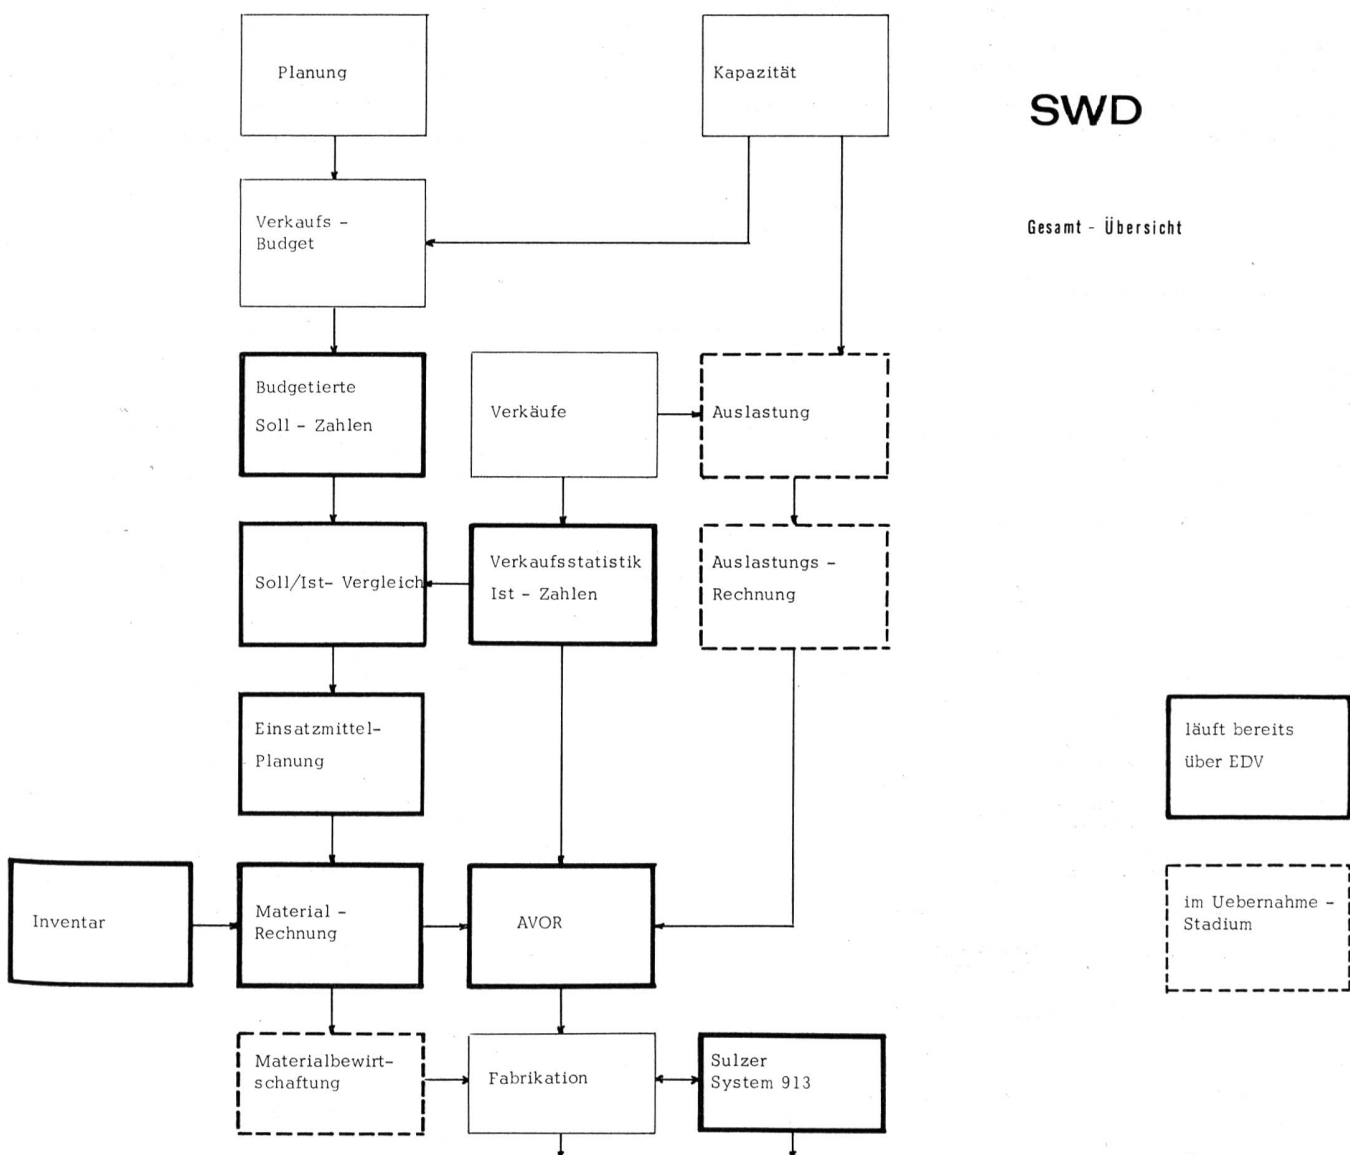 Planung
Kapazität
SWD
Verkaufs -
Budget
Gesamt - Übersicht
Budgetierte
Soll - Zahlen
Verkäufe
Auslastung
Soll/Ist- Vergleich
Verkaufsstatistik
Ist - Zahlen
Auslastungs -
Rechnung
Einsatzmittel-
Planung
läuft bereits
über EDV
Inventar
Material -
Rechnung
AVOR
im Uebernahme -
Stadium
Materialbewirt-
schaftung
Fabrikation
Sulzer
System 913